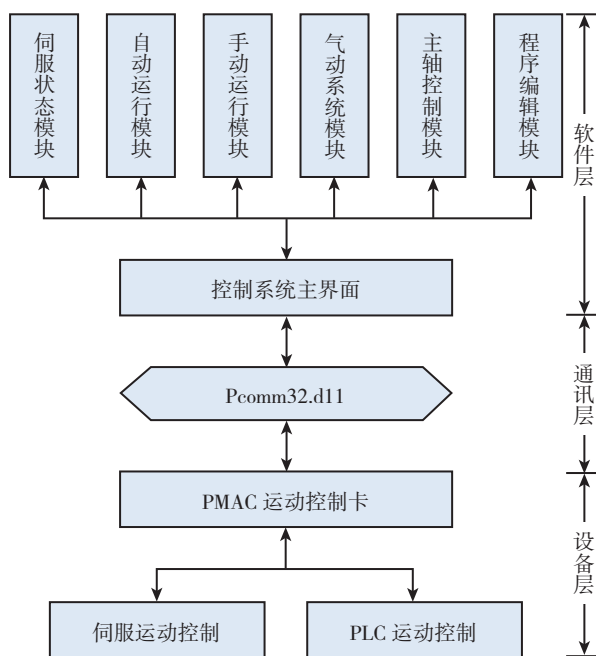 伺服状态模块
自动运行模块
手动运行模块
气动系统模块
主轴控制模块
程序编辑模块
软件层
控制系统主界面
Pcomm32.d11
通讯层
PMAC 运动控制卡
设备层
伺服运动控制
PLC 运动控制